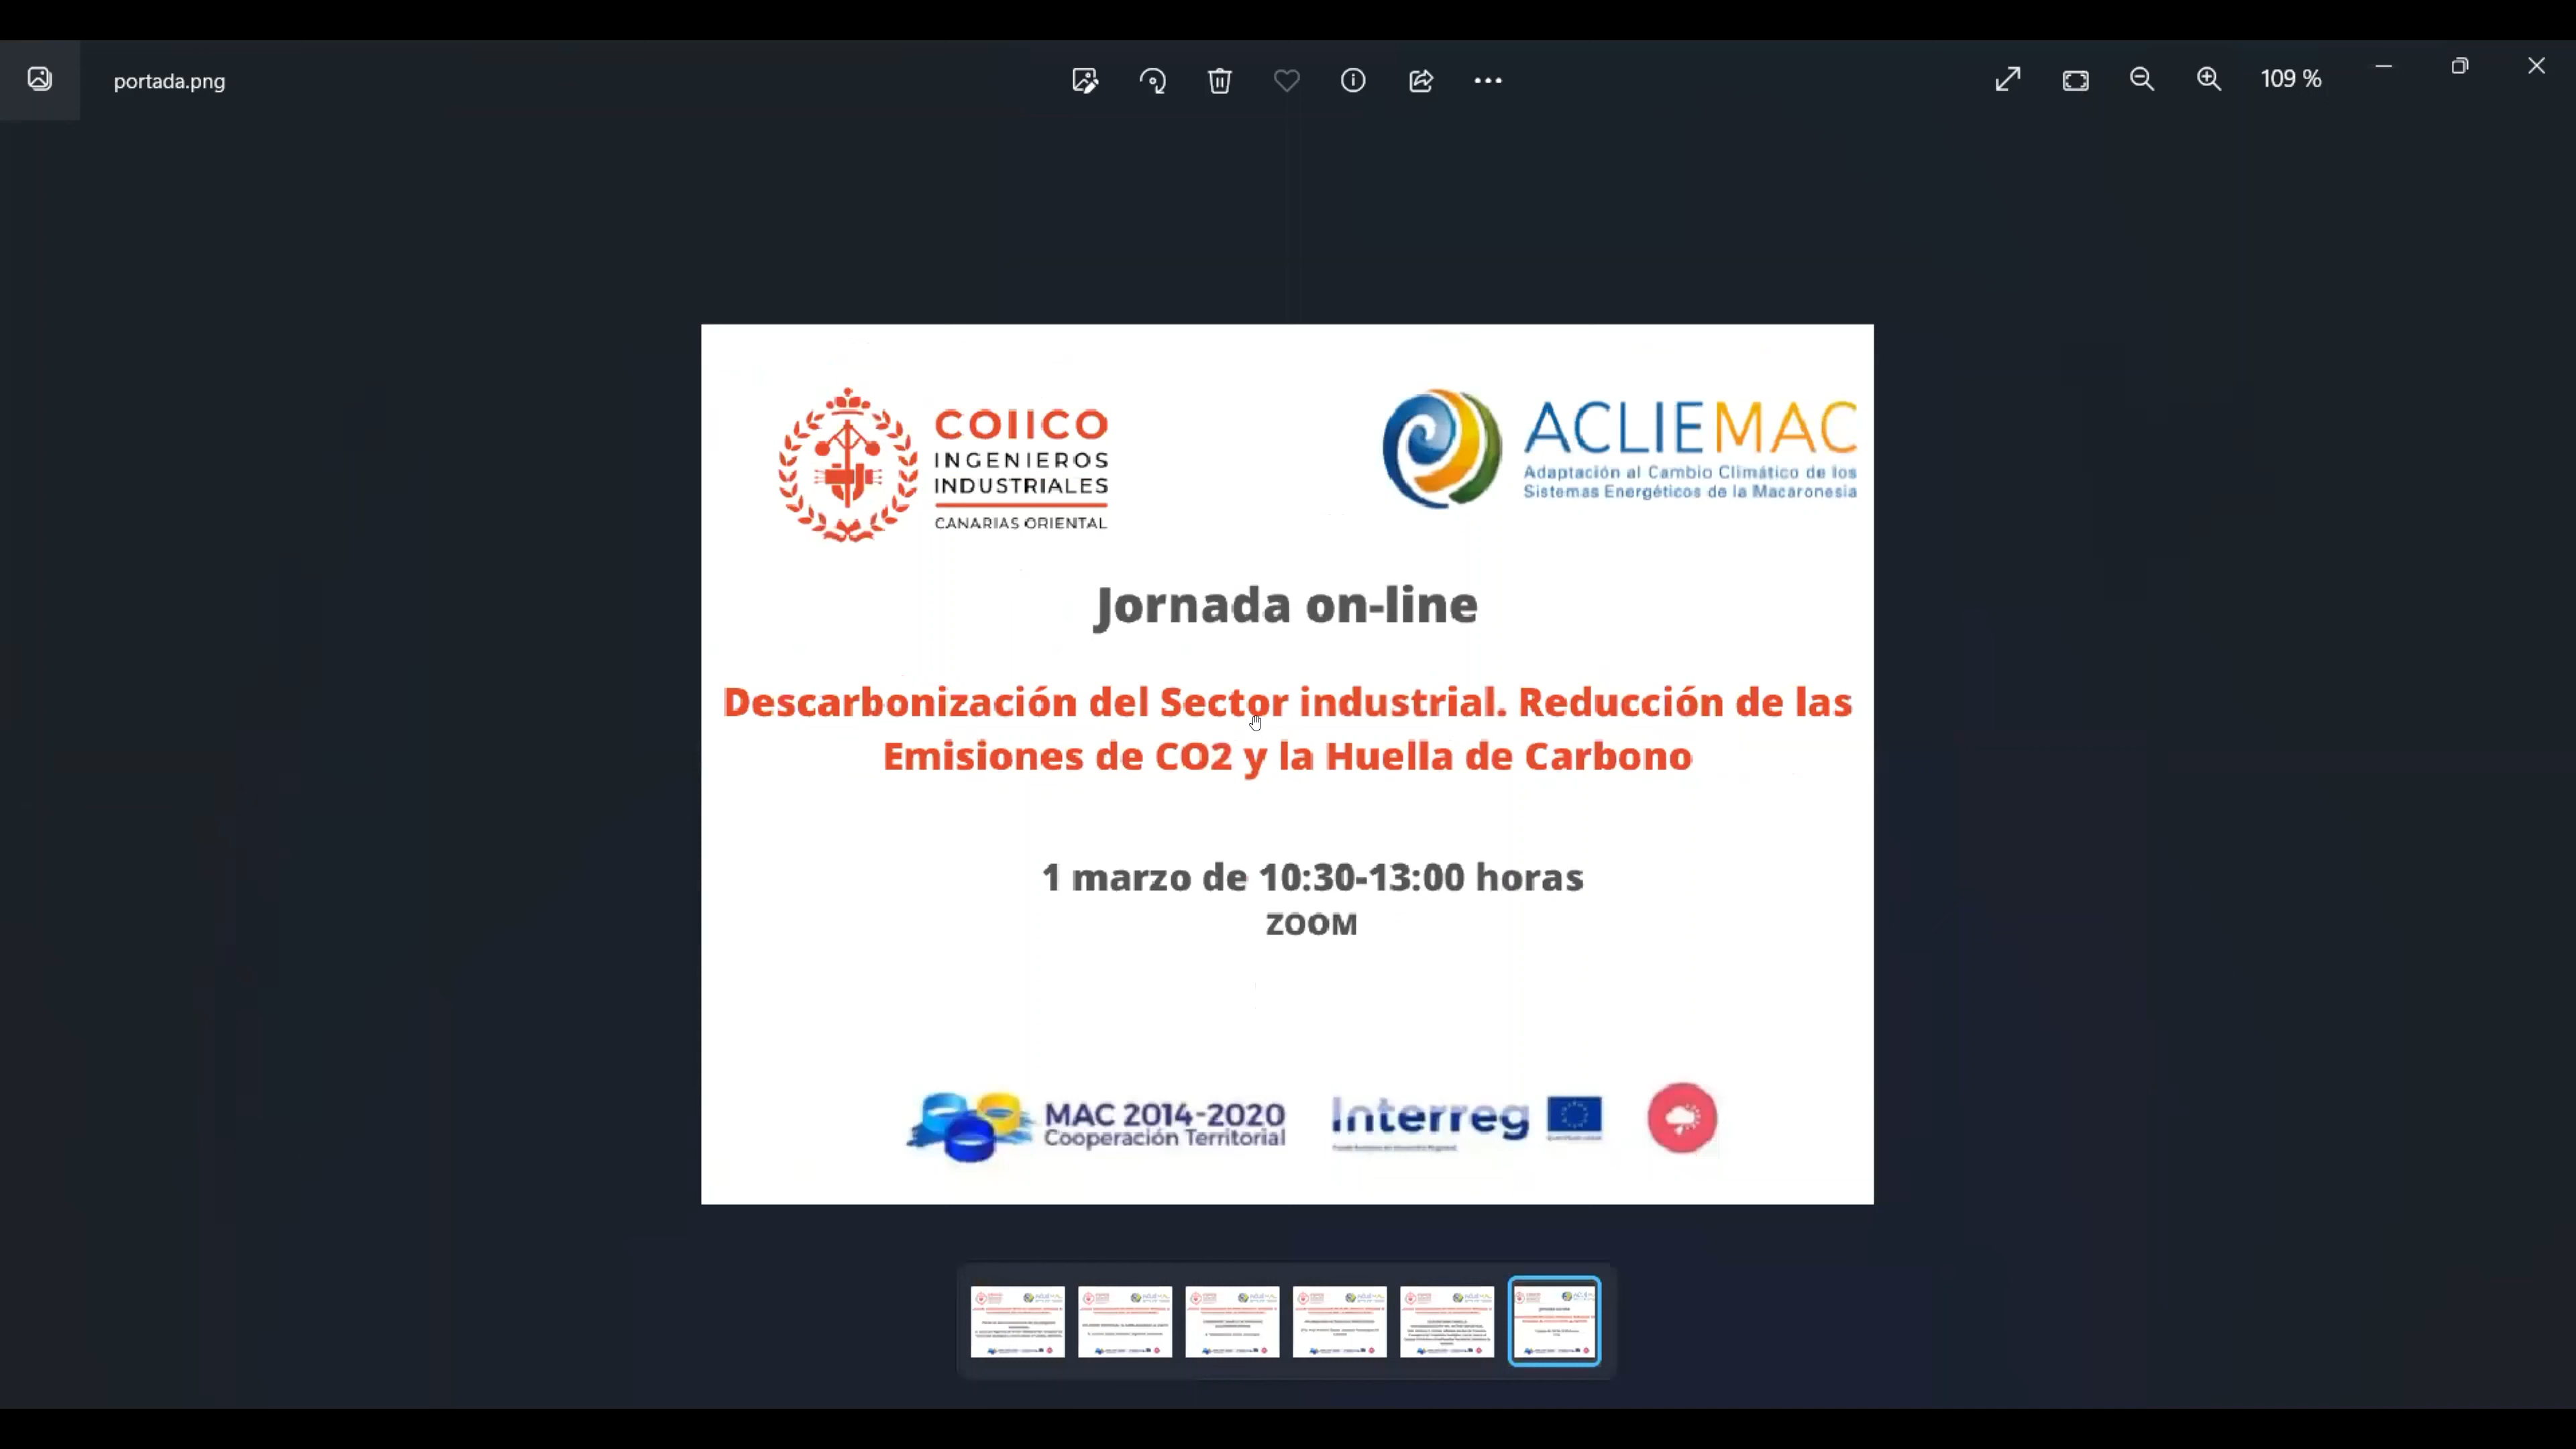 portada.png
109 %
COIICO
INGENIEROS
INDUSTRIALES
CANARIAS ORIENTAL
ACLIEMAC
Adaptación al Cambio Climático de los
Sistemas Energéticos de la Macaronesia
Jornada on-line
Descarbonización del Sector industrial. Reducción de las
Emisiones de CO2 y la Huella de Carbono
1 marzo de 10:30-13:00 horas
ZOOM
MAC 2014-2020
Cooperación Territorial
Interreg